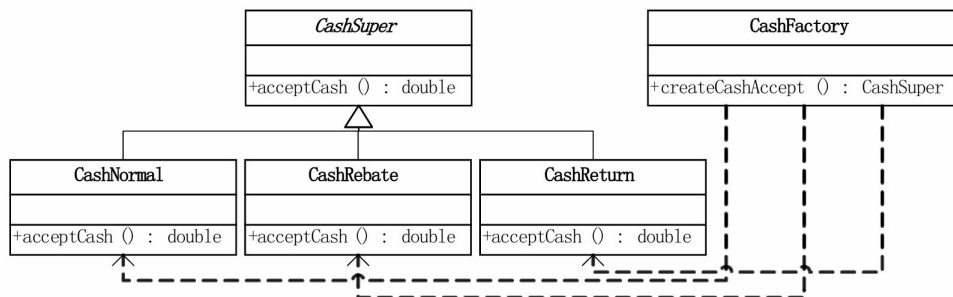 CashSuper
+acceptCash () : double
CashFactory
+createCashAccept () : CashSuper
CashNormal
+acceptCash () : double
CashRebate
+acceptCash () : double
CashReturn
+acceptCash () : double